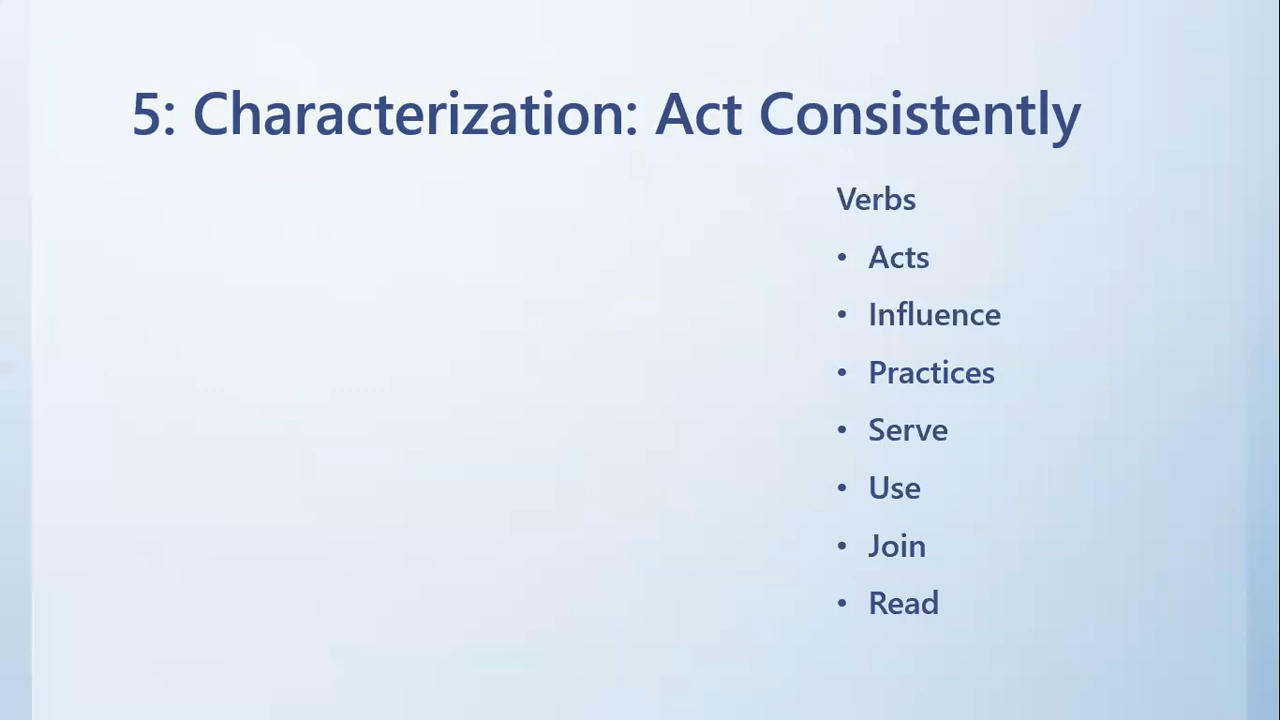 5: Characterization: Act Consistently
Verbs
• Acts
• Influence
• Practices
• Serve
• Use
• Join
• Read